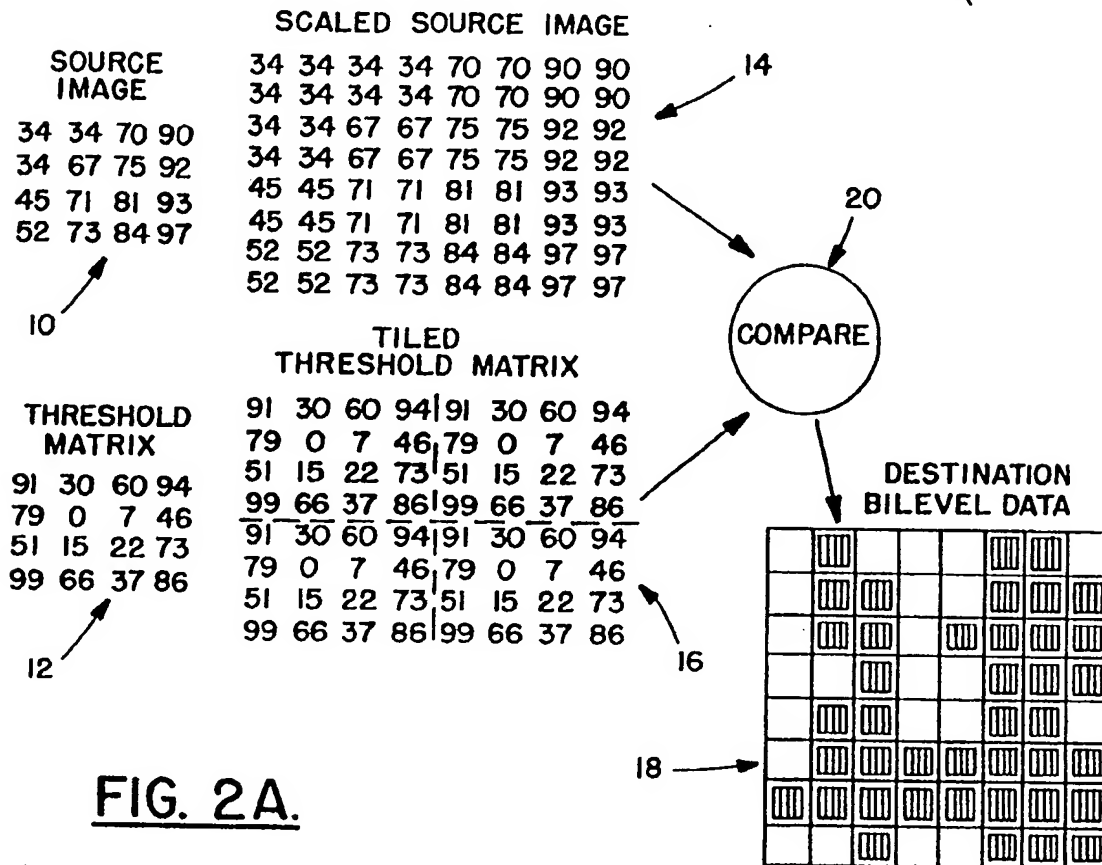 SCALED SOURCE IMAGE
34 34 34 34 70 70 90 90
34 34 34 34 70 70 90 90
34 34 67 67 75 75 92 92
34 34 67 67 75 75 92 92
45 45 71 71 81 81 93 93
45 45 71 71 81 81 93 93
52 52 73 73 84 84 97 97
52 52 73 73 84 84 97 97
14
SOURCE
IMAGE
34 34 70 90
34 67 75 92
45 71 81 93
52 73 84 97
10
20
COMPARE
TILED
THRESHOLD MATRIX
91 30 60 94 91 30 60 94
79 0 7 46 79 0 7 46
51 15 22 73 51 15 22 73
99 66 37 86 99 66 37 86
91 30 60 94 91 30 60 94
79 0 7 46 79 0 7 46
51 15 22 73 51 15 22 73
99 66 37 86 99 66 37 86
16
THRESHOLD
MATRIX
91 30 60 94
79 0 7 46
51 15 22 73
99 66 37 86
12
DESTINATION
BILEVEL DATA
18
FIG. 2A.